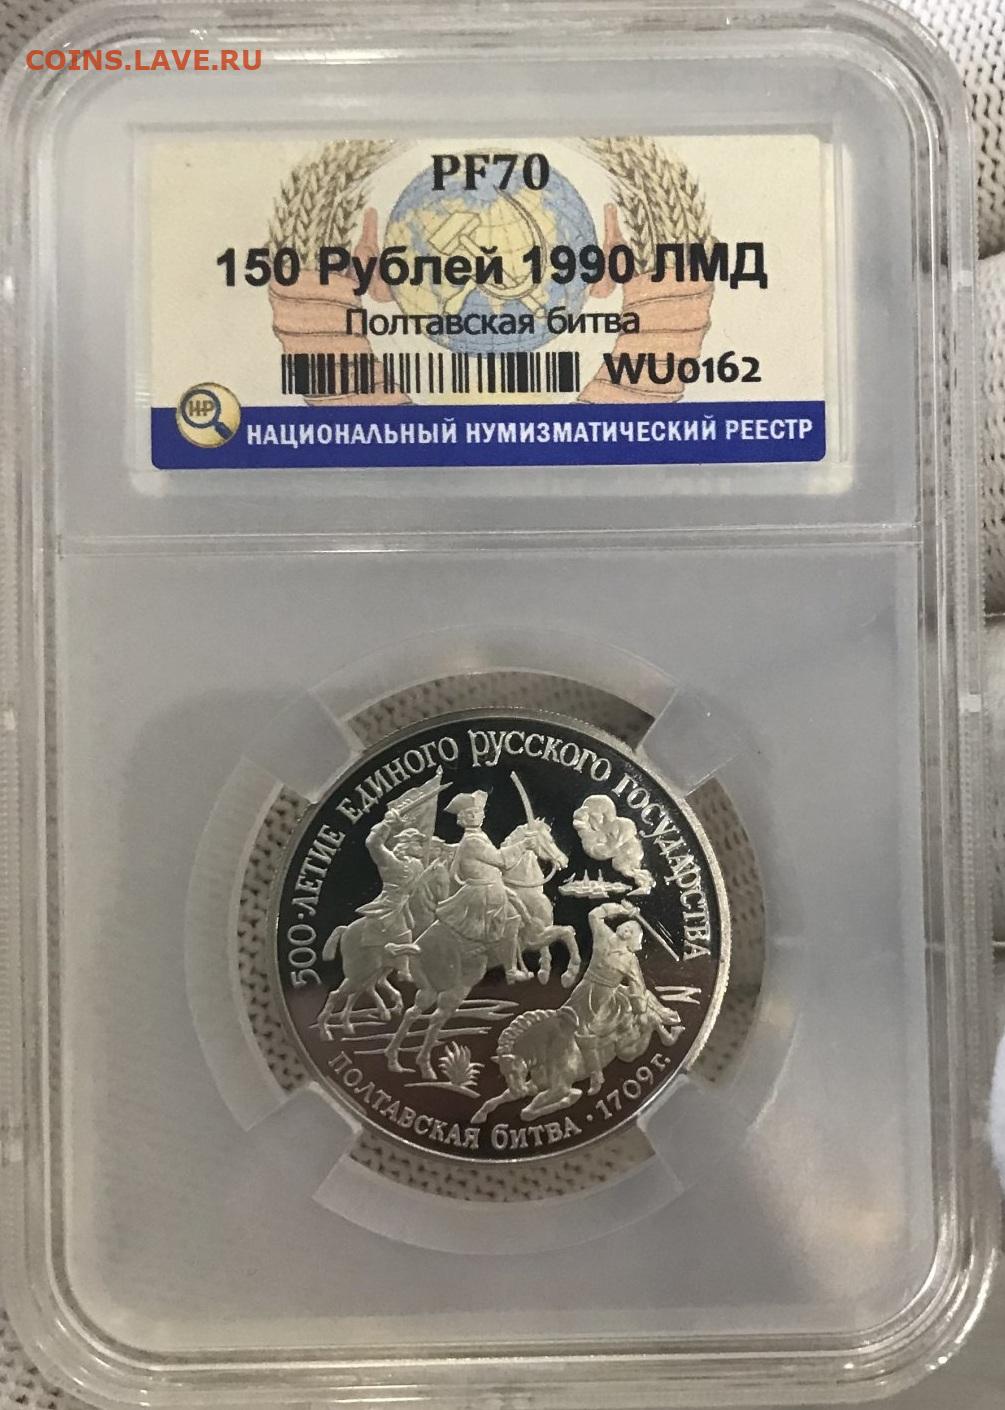 COINS.LAVE.RU
PF70
150 Рублей 1990 ЛМД
Полтавская битва
WU0162
НР
НАЦИОНАЛЬНЫЙ НУМИЗМАТИЧЕСКИЙ РЕЕСТР
500-ЛЕТИЕ ЕДИНОГО РУССКОГО ГОСУДАРСТВА
ПОЛТАВСКАЯ БИТВА · 1709 г.